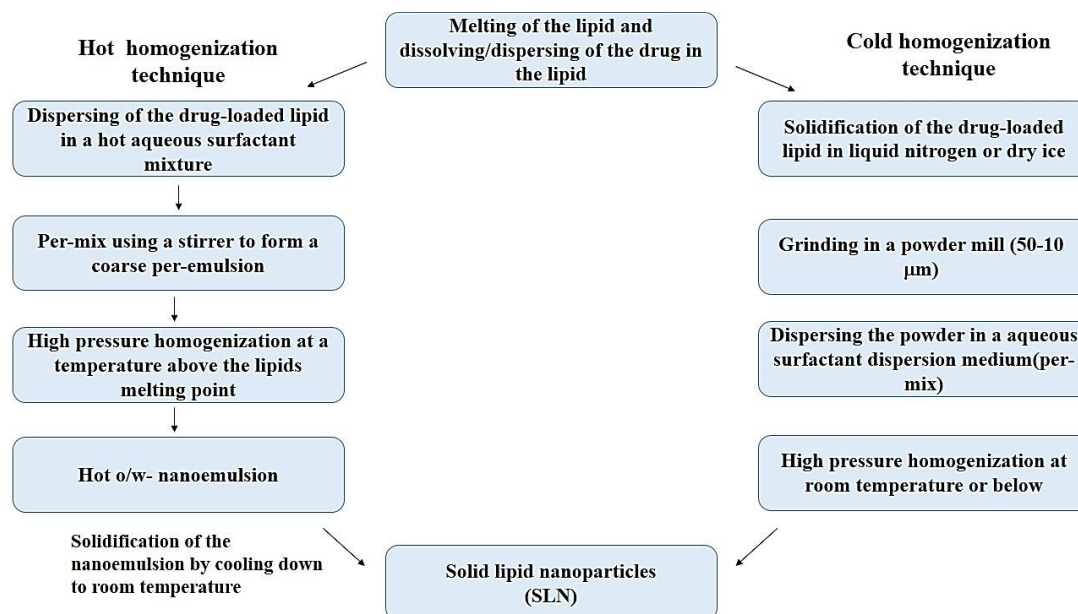 Melting of the lipid and
dissolving/dispersing of the drug in
the lipid
Hot homogenization
technique
Dispersing of the drug-loaded lipid
in a hot aqueous surfactant
mixture
Per-mix using a stirrer to form a
coarse per-emulsion
High pressure homogenization at a
temperature above the lipids
melting point
Hot o/w- nanoemulsion
Solidification of the
nanoemulsion by cooling down
to room temperature
Cold homogenization
technique
Solidification of the drug-loaded
lipid in liquid nitrogen or dry ice
Grinding in a powder mill (50-10
μm)
Dispersing the powder in a aqueous
surfactant dispersion medium(per-
mix)
High pressure homogenization at
room temperature or below
Solid lipid nanoparticles
(SLN)